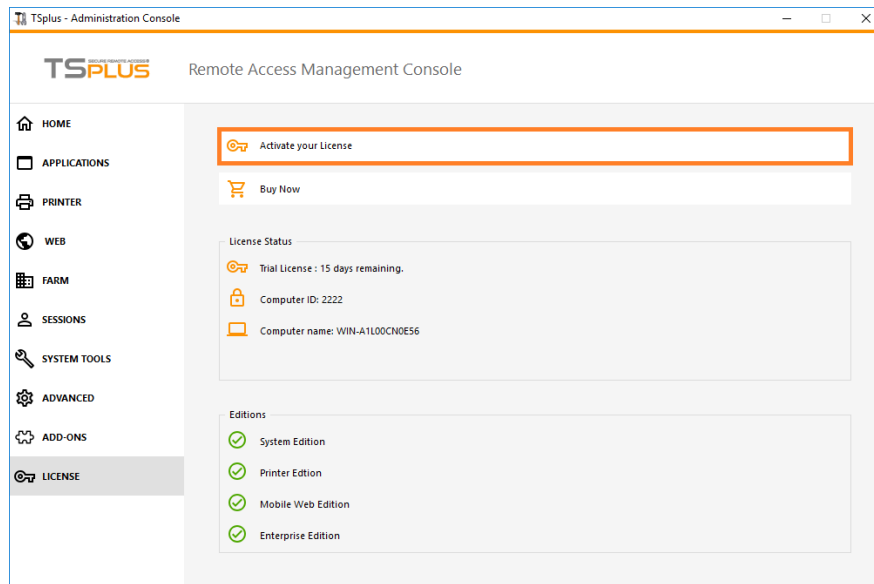 TSplus - Administration Console
SECURE REMOTE ACCESS
TSPLUS
Remote Access Management Console
HOME
APPLICATIONS
PRINTER
WEB
FARM
SESSIONS
SYSTEM TOOLS
ADVANCED
ADD-ONS
LICENSE
Activate your License
Buy Now
License Status
Trial License : 15 days remaining.
Computer ID: 2222
Computer name: WIN-A1L00CN0E56
Editions
System Edition
Printer Edtion
Mobile Web Edition
Enterprise Edition